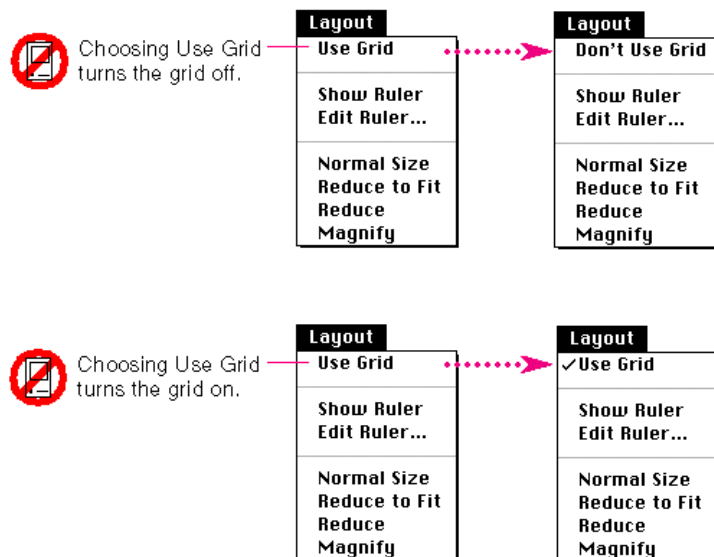 Choosing Use Grid
turns the grid off.
Layout
Use Grid
Show Ruler
Edit Ruler...
Normal Size
Reduce to Fit
Reduce
Magnify
Layout
Don't Use Grid
Show Ruler
Edit Ruler...
Normal Size
Reduce to Fit
Reduce
Magnify
Choosing Use Grid
turns the grid on.
Layout
Use Grid
Show Ruler
Edit Ruler...
Normal Size
Reduce to Fit
Reduce
Magnify
Layout
✓Use Grid
Show Ruler
Edit Ruler...
Normal Size
Reduce to Fit
Reduce
Magnify